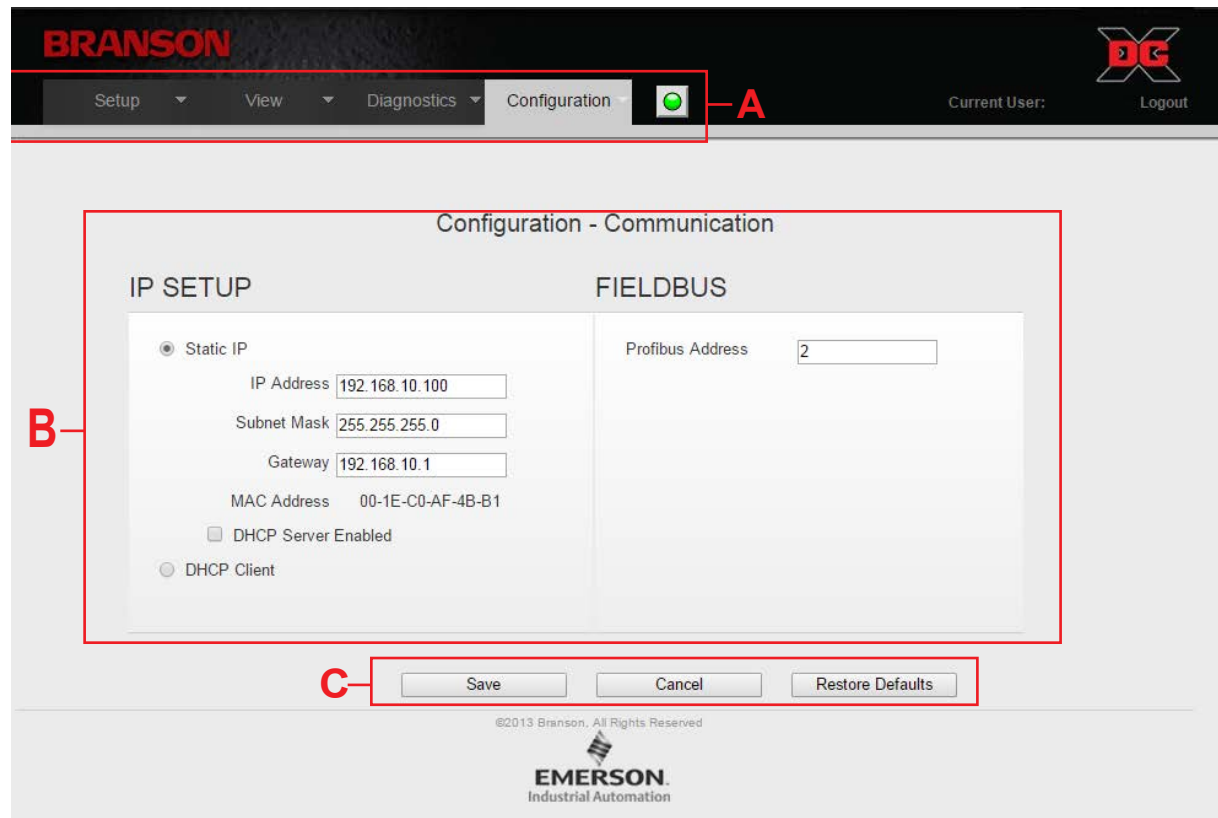 BRANSON
DCX
Setup View Diagnostics Configuration
A
Current User: Logout
Configuration - Communication
IP SETUP
FIELDBUS
Static IP
Profibus Address 2
IP Address 192.168.10.100
Subnet Mask 255.255.255.0
B
Gateway 192.168.10.1
MAC Address 00-1E-C0-AF-4B-B1
DHCP Server Enabled
DHCP Client
C
Save Cancel Restore Defaults
©2013 Branson, All Rights Reserved
EMERSON.
Industrial Automation